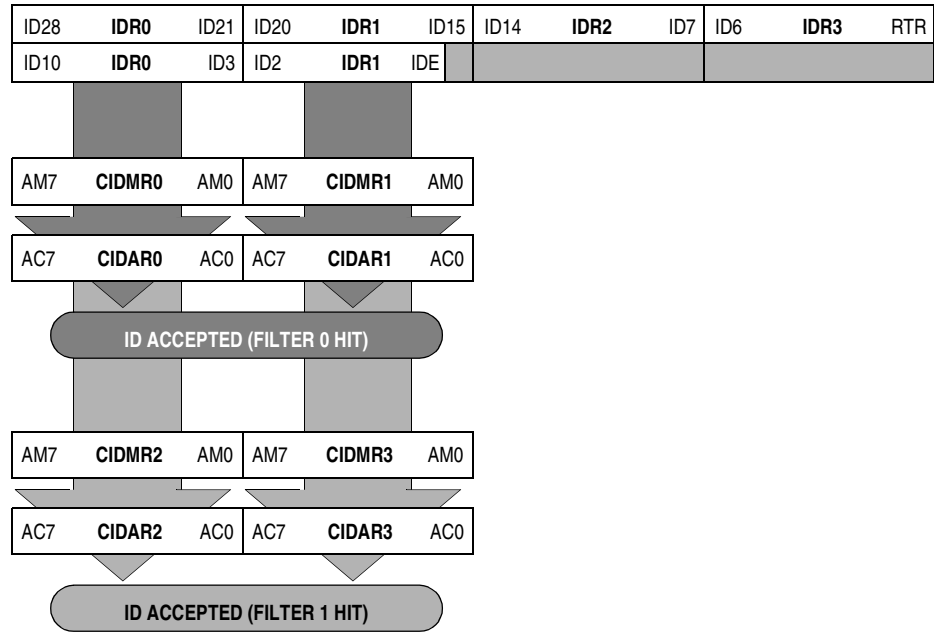 ID28 IDR0 ID21 ID20 IDR1 ID15 ID14 IDR2 ID7 ID6 IDR3 RTR
ID10 IDR0 ID3 ID2 IDR1 IDE
AM7 CIDMR0 AM0 AM7 CIDMR1 AM0
AC7 CIDAR0 AC0 AC7 CIDAR1 AC0
ID ACCEPTED (FILTER 0 HIT)
AM7 CIDMR2 AM0 AM7 CIDMR3 AM0
AC7 CIDAR2 AC0 AC7 CIDAR3 AC0
ID ACCEPTED (FILTER 1 HIT)